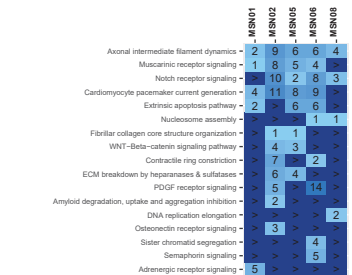 MSN01 MSN02 MSN05 MSN06 MSN08
Axonal intermediate filament dynamics 2 9 6 6 4
Muscarinic receptor signaling 1 8 5 4 >
Notch receptor signaling > 10 2 8 3
Cardiomyocyte pacemaker current generation 4 11 8 9 >
Extrinsic apoptosis pathway 2 > 6 6 >
Nucleosome assembly > > > 1 1
Fibrillar collagen core structure organization > 1 1 > >
WNT−Beta−catenin signaling pathway > 4 3 > >
Contractile ring constriction > 7 > 2 >
ECM breakdown by heparanases & sulfatases > 6 4 > >
PDGF receptor signaling > 5 > 14 >
Amyloid degradation, uptake and aggregation inhibition > 2 > > >
DNA replication elongation > > > > 2
Osteonectin receptor signaling > 3 > > >
Sister chromatid segregation > > > 4 >
Semaphorin signaling > > > 5 >
Adrenergic receptor signaling 5 > > > >